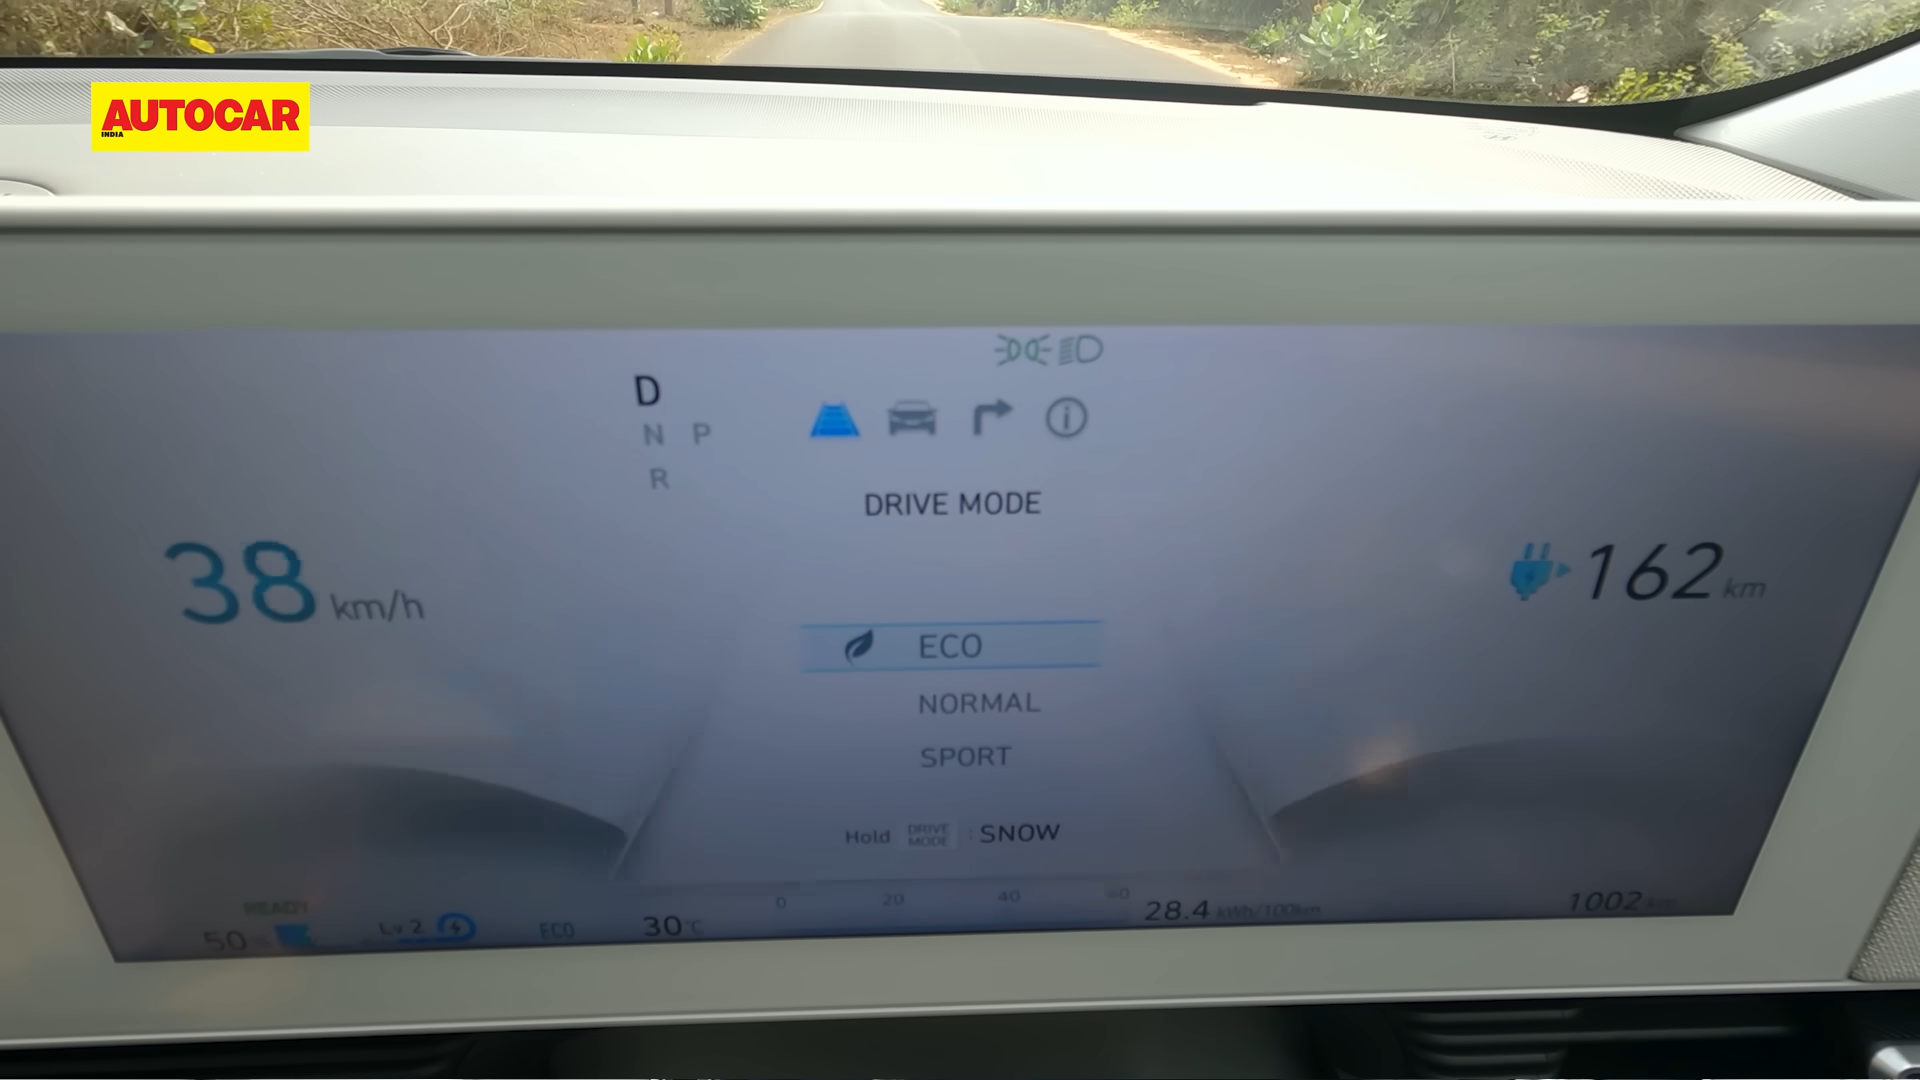 AUTOCAR
INDIA
D
N P
R
DRIVE MODE
38 km/h
162 km
ECO
NORMAL
SPORT
Hold DRIVE MODE : SNOW
READY
50 %
Lv 2
ECO
30 °C
0 20 40 60
28.4 kWh/100km
1002 km